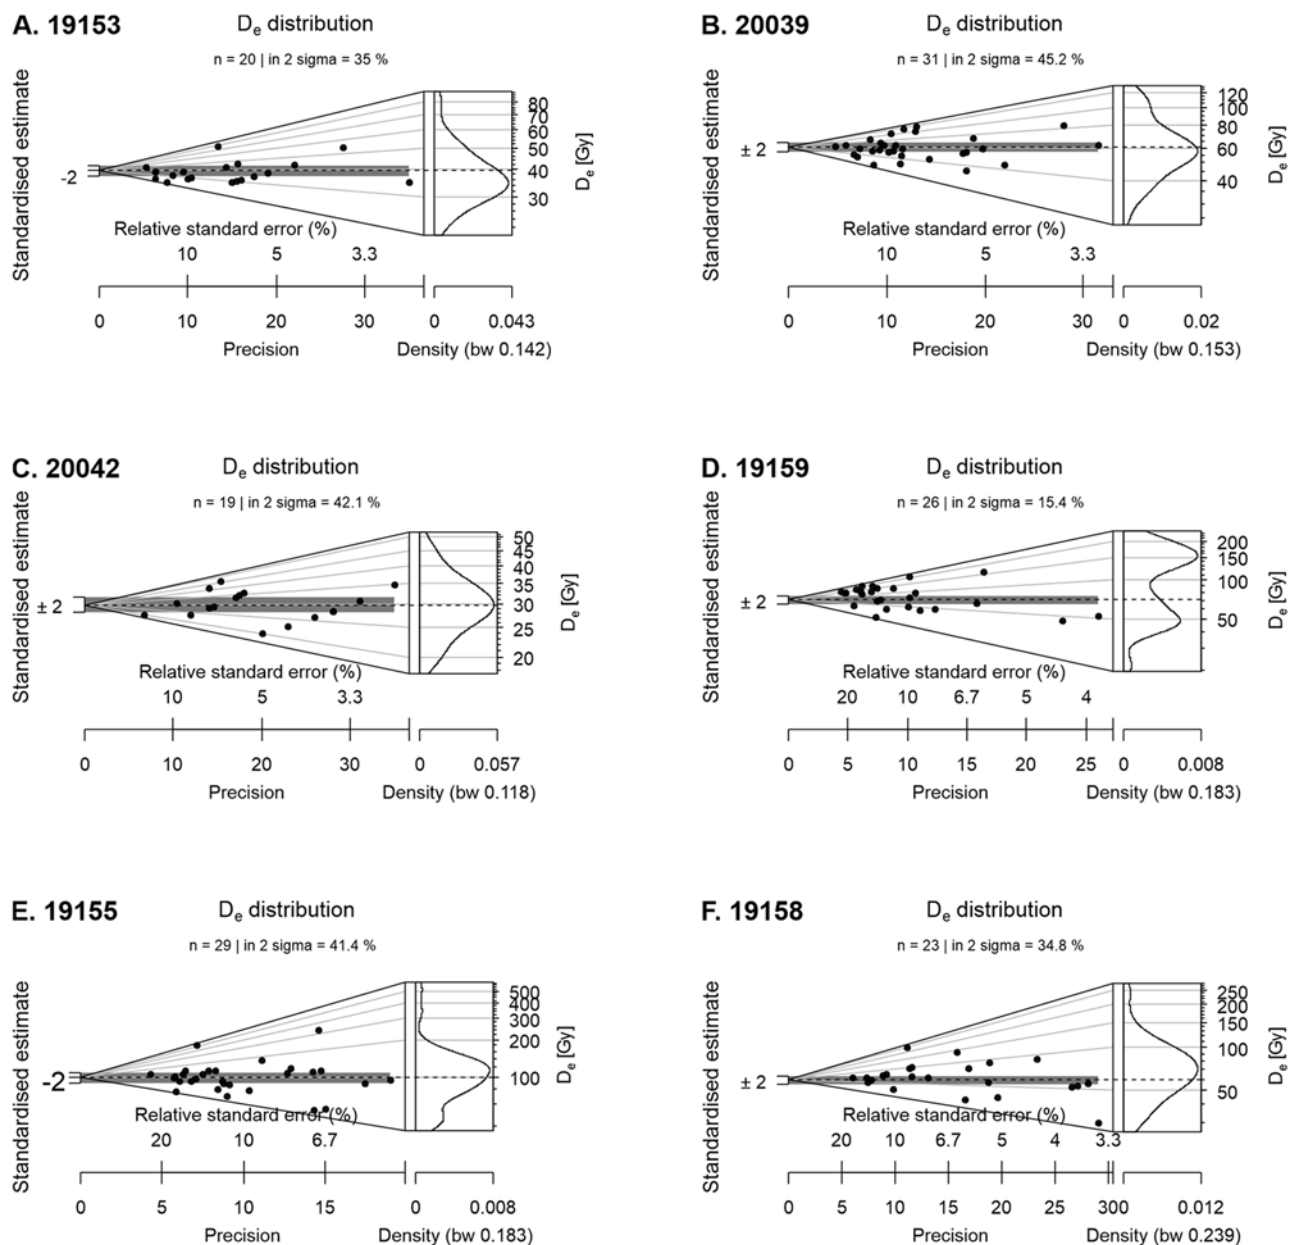 A. 19153
De distribution
n = 20 | in 2 sigma = 35 %
Standardised estimate
-2
80
70
60
50
40
30
De [Gy]
Relative standard error (%)
10 5 3.3
0 10 20 30
Precision
0 0.043
Density (bw 0.142)
B. 20039
De distribution
n = 31 | in 2 sigma = 45.2 %
Standardised estimate
± 2
120
100
80
60
40
De [Gy]
Relative standard error (%)
10 5 3.3
0 10 20 30
Precision
0 0.02
Density (bw 0.153)
C. 20042
De distribution
n = 19 | in 2 sigma = 42.1 %
Standardised estimate
± 2
50
45
40
35
30
25
20
De [Gy]
Relative standard error (%)
10 5 3.3
0 10 20 30
Precision
0 0.057
Density (bw 0.118)
D. 19159
De distribution
n = 26 | in 2 sigma = 15.4 %
Standardised estimate
± 2
200
150
100
50
De [Gy]
Relative standard error (%)
20 10 6.7 5 4
0 5 10 15 20 25
Precision
0 0.008
Density (bw 0.183)
E. 19155
De distribution
n = 29 | in 2 sigma = 41.4 %
Standardised estimate
-2
500
400
300
200
100
De [Gy]
Relative standard error (%)
20 10 6.7
0 5 10 15
Precision
0 0.008
Density (bw 0.183)
F. 19158
De distribution
n = 23 | in 2 sigma = 34.8 %
Standardised estimate
± 2
250
200
150
100
50
De [Gy]
Relative standard error (%)
20 10 6.7 5 4 3.3
0 5 10 15 20 25 30
Precision
0 0.012
Density (bw 0.239)